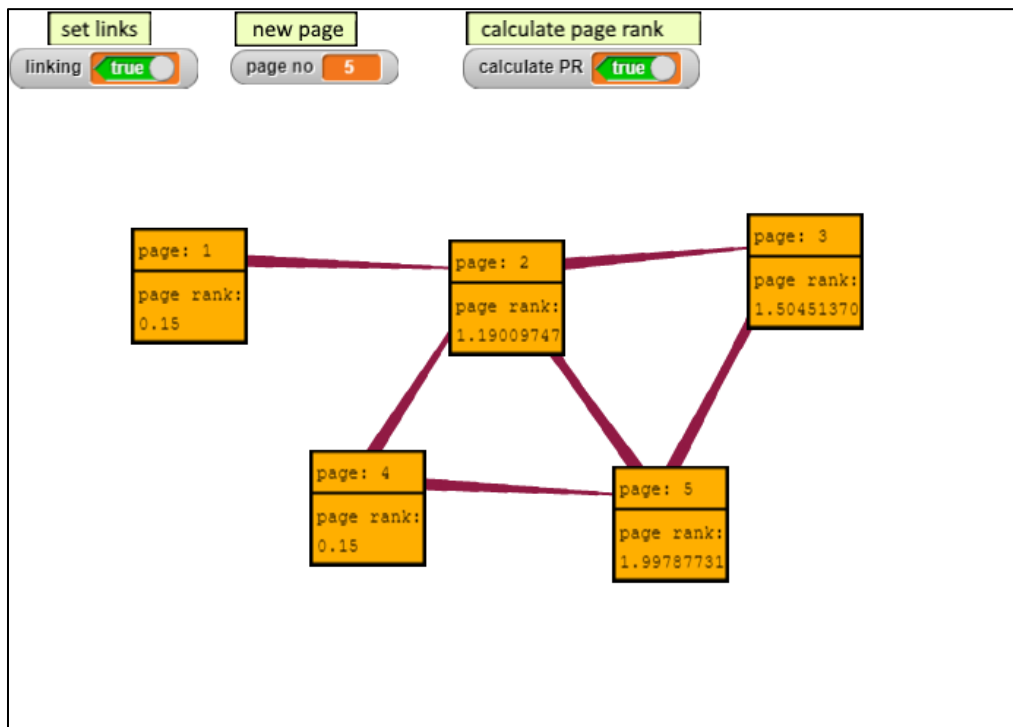 set links
new page
calculate page rank
linking true
page no 5
calculate PR true
page: 1
page rank:
0.15
page: 2
page rank:
1.19009747
page: 3
page rank:
1.50451370
page: 4
page rank:
0.15
page: 5
page rank:
1.99787731